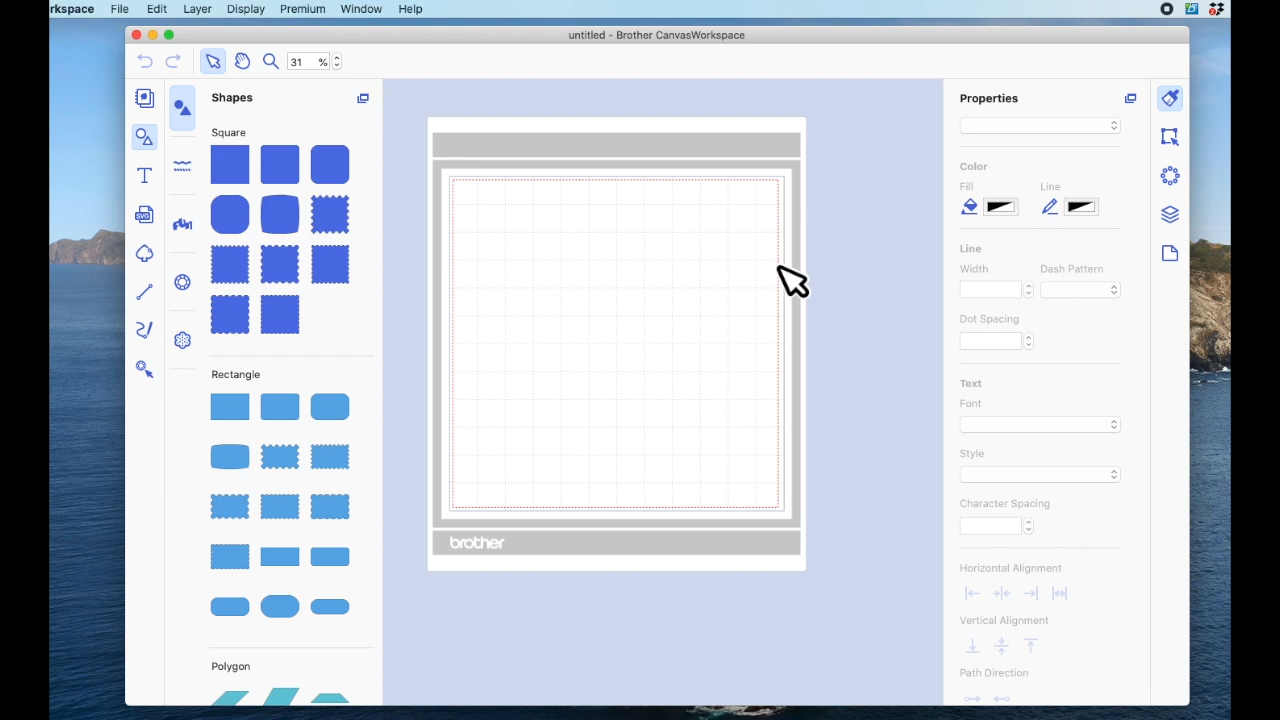 rkspace File Edit Layer Display Premium Window Help
untitled - Brother CanvasWorkspace
31 %
Shapes
Square
Rectangle
Polygon
SVG
fun
brother
Properties
Color
Fill Line
Line
Width Dash Pattern
Dot Spacing
Text
Font
Style
Character Spacing
Horizontal Alignment
Vertical Alignment
Path Direction